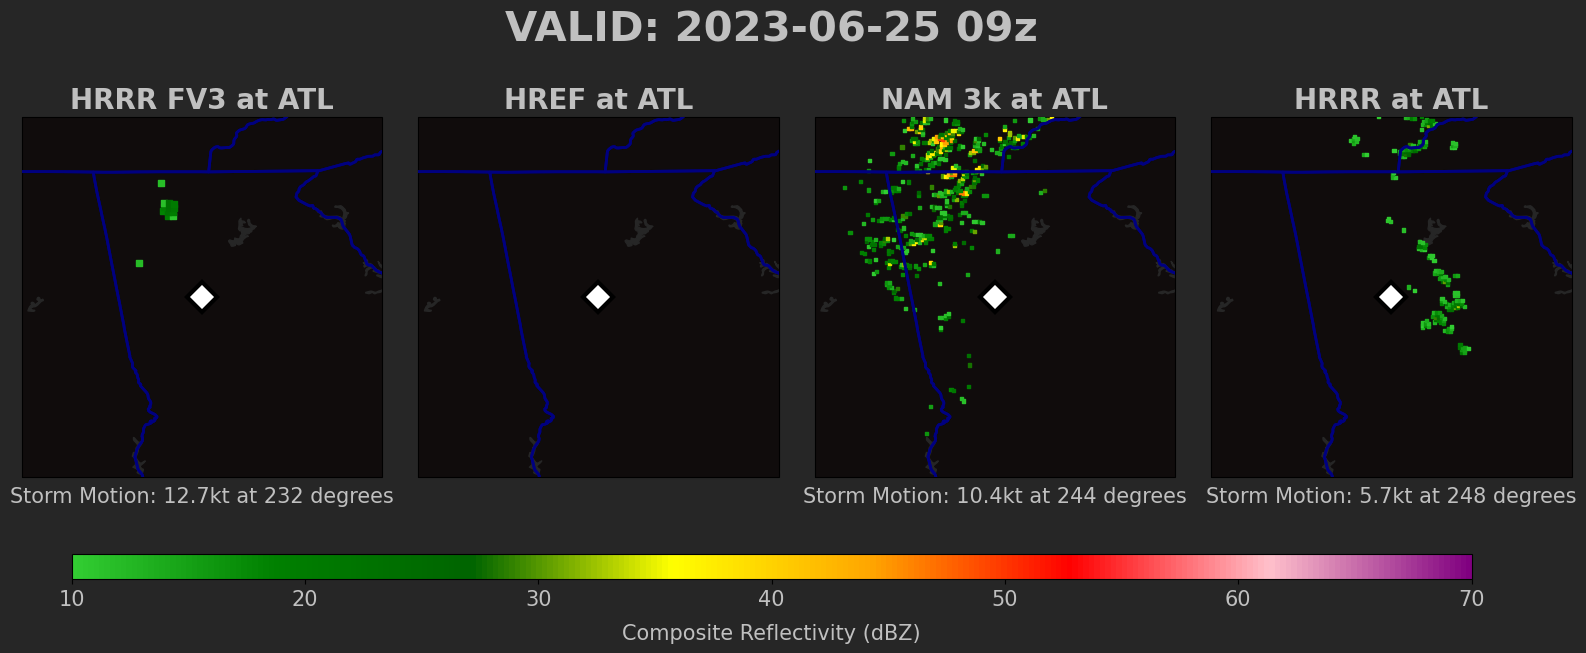 VALID: 2023-06-25 09z
HRRR FV3 at ATL
HREF at ATL
NAM 3k at ATL
HRRR at ATL
Storm Motion: 12.7kt at 232 degrees
Storm Motion: 10.4kt at 244 degrees
Storm Motion: 5.7kt at 248 degrees
10 20 30 40 50 60 70
Composite Reflectivity (dBZ)